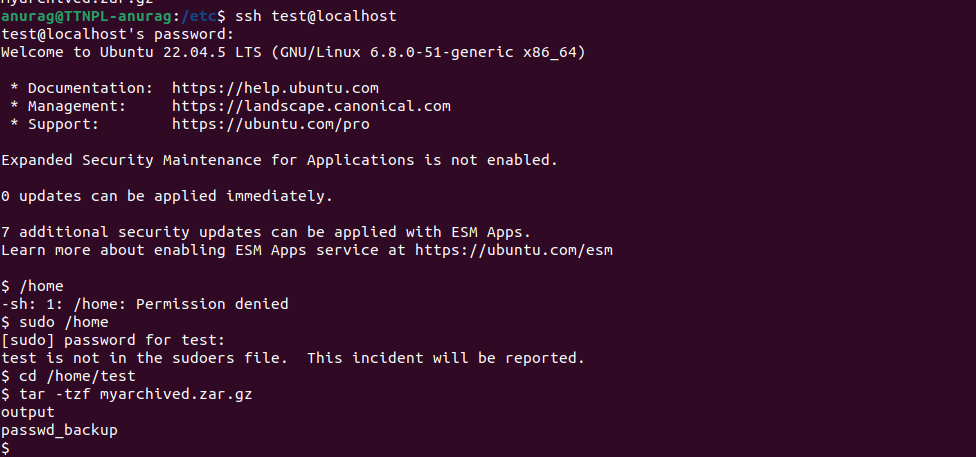 myarchived.zar.gz
anurag@TTNPL-anurag:/etc$ ssh test@localhost
test@localhost's password:
Welcome to Ubuntu 22.04.5 LTS (GNU/Linux 6.8.0-51-generic x86_64)
 * Documentation:  https://help.ubuntu.com
 * Management:     https://landscape.canonical.com
 * Support:        https://ubuntu.com/pro
Expanded Security Maintenance for Applications is not enabled.
0 updates can be applied immediately.
7 additional security updates can be applied with ESM Apps.
Learn more about enabling ESM Apps service at https://ubuntu.com/esm
$ /home
-sh: 1: /home: Permission denied
$ sudo /home
[sudo] password for test:
test is not in the sudoers file.  This incident will be reported.
$ cd /home/test
$ tar -tzf myarchived.zar.gz
output
passwd_backup
$